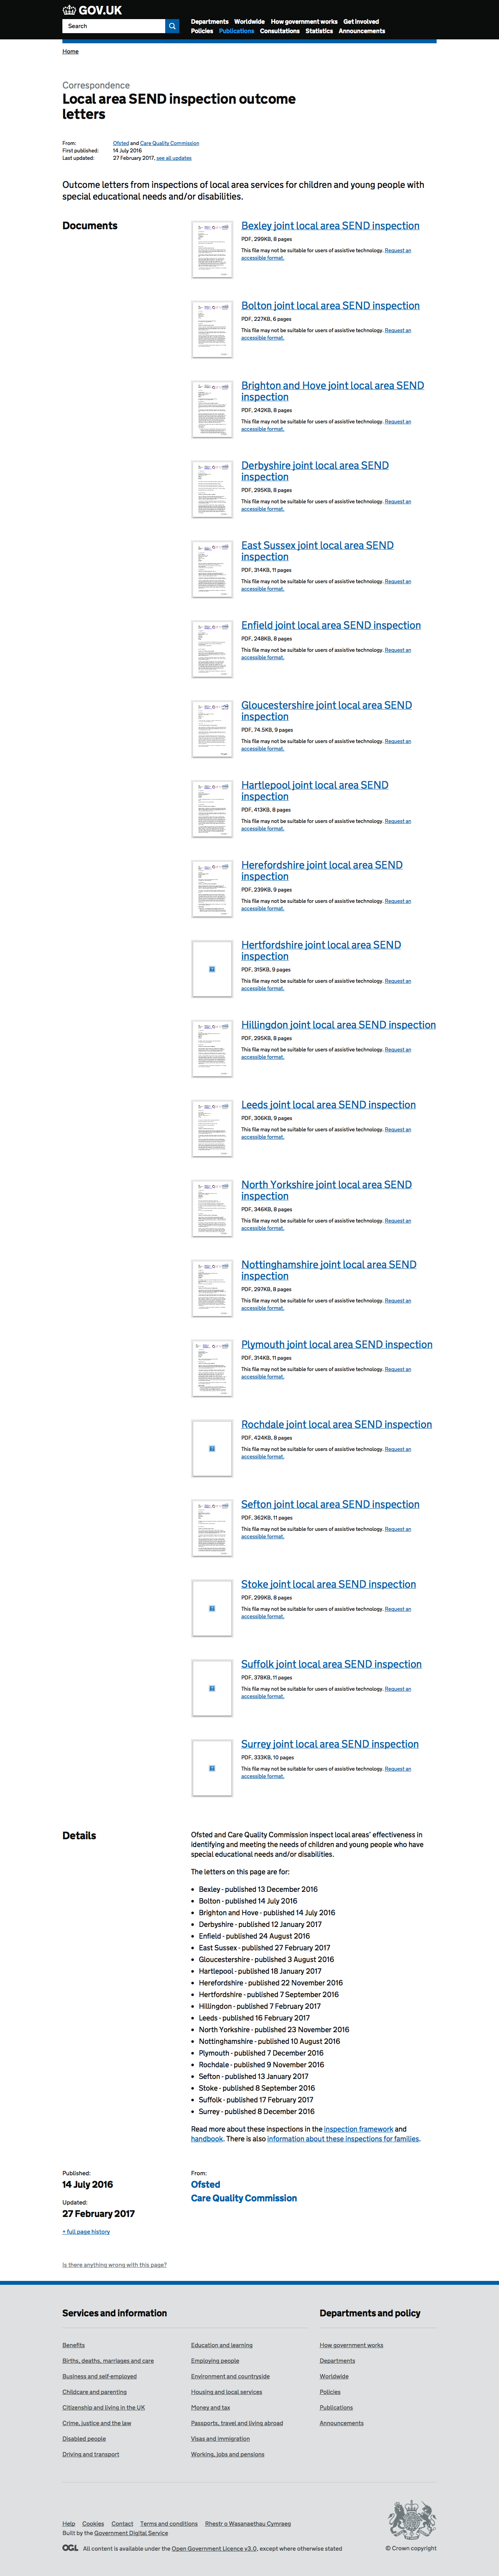 GOV.UK
Search
Departments Worldwide How government works Get involved
Policies Publications Consultations Statistics Announcements
Home
Correspondence
Local area SEND inspection outcome
letters
From: Ofsted and Care Quality Commission
First published: 14 July 2016
Last updated: 27 February 2017, see all updates
Outcome letters from inspections of local area services for children and young people with
special educational needs and/or disabilities.
Documents
Bexley joint local area SEND inspection
PDF, 299KB, 8 pages
This file may not be suitable for users of assistive technology. Request an
accessible format.
Bolton joint local area SEND inspection
PDF, 227KB, 6 pages
This file may not be suitable for users of assistive technology. Request an
accessible format.
Brighton and Hove joint local area SEND
inspection
PDF, 242KB, 8 pages
This file may not be suitable for users of assistive technology. Request an
accessible format.
Derbyshire joint local area SEND
inspection
PDF, 295KB, 8 pages
This file may not be suitable for users of assistive technology. Request an
accessible format.
East Sussex joint local area SEND
inspection
PDF, 314KB, 11 pages
This file may not be suitable for users of assistive technology. Request an
accessible format.
Enfield joint local area SEND inspection
PDF, 248KB, 8 pages
This file may not be suitable for users of assistive technology. Request an
accessible format.
Gloucestershire joint local area SEND
inspection
PDF, 74.5KB, 9 pages
This file may not be suitable for users of assistive technology. Request an
accessible format.
Hartlepool joint local area SEND
inspection
PDF, 413KB, 8 pages
This file may not be suitable for users of assistive technology. Request an
accessible format.
Herefordshire joint local area SEND
inspection
PDF, 239KB, 9 pages
This file may not be suitable for users of assistive technology. Request an
accessible format.
Hertfordshire joint local area SEND
inspection
PDF, 315KB, 9 pages
This file may not be suitable for users of assistive technology. Request an
accessible format.
Hillingdon joint local area SEND inspection
PDF, 295KB, 8 pages
This file may not be suitable for users of assistive technology. Request an
accessible format.
Leeds joint local area SEND inspection
PDF, 306KB, 9 pages
This file may not be suitable for users of assistive technology. Request an
accessible format.
North Yorkshire joint local area SEND
inspection
PDF, 346KB, 8 pages
This file may not be suitable for users of assistive technology. Request an
accessible format.
Nottinghamshire joint local area SEND
inspection
PDF, 297KB, 8 pages
This file may not be suitable for users of assistive technology. Request an
accessible format.
Plymouth joint local area SEND inspection
PDF, 314KB, 11 pages
This file may not be suitable for users of assistive technology. Request an
accessible format.
Rochdale joint local area SEND inspection
PDF, 424KB, 8 pages
This file may not be suitable for users of assistive technology. Request an
accessible format.
Sefton joint local area SEND inspection
PDF, 362KB, 11 pages
This file may not be suitable for users of assistive technology. Request an
accessible format.
Stoke joint local area SEND inspection
PDF, 299KB, 8 pages
This file may not be suitable for users of assistive technology. Request an
accessible format.
Suffolk joint local area SEND inspection
PDF, 378KB, 11 pages
This file may not be suitable for users of assistive technology. Request an
accessible format.
Surrey joint local area SEND inspection
PDF, 333KB, 10 pages
This file may not be suitable for users of assistive technology. Request an
accessible format.
Details
Ofsted and Care Quality Commission inspect local areas' effectiveness in
identifying and meeting the needs of children and young people who have
special educational needs and/or disabilities.
The letters on this page are for:
• Bexley - published 13 December 2016
• Bolton - published 14 July 2016
• Brighton and Hove - published 14 July 2016
• Derbyshire - published 12 January 2017
• Enfield - published 24 August 2016
• East Sussex - published 27 February 2017
• Gloucestershire - published 3 August 2016
• Hartlepool - published 18 January 2017
• Herefordshire - published 22 November 2016
• Hertfordshire - published 7 September 2016
• Hillingdon - published 7 February 2017
• Leeds - published 16 February 2017
• North Yorkshire - published 23 November 2016
• Nottinghamshire - published 10 August 2016
• Plymouth - published 7 December 2016
• Rochdale - published 9 November 2016
• Sefton - published 13 January 2017
• Stoke - published 8 September 2016
• Suffolk - published 17 February 2017
• Surrey - published 8 December 2016
Read more about these inspections in the inspection framework and
handbook. There is also information about these inspections for families.
Published:
14 July 2016
Updated:
27 February 2017
+ full page history
From:
Ofsted
Care Quality Commission
Is there anything wrong with this page?
Services and information
Benefits
Births, deaths, marriages and care
Business and self-employed
Childcare and parenting
Citizenship and living in the UK
Crime, justice and the law
Disabled people
Driving and transport
Education and learning
Employing people
Environment and countryside
Housing and local services
Money and tax
Passports, travel and living abroad
Visas and immigration
Working, jobs and pensions
Departments and policy
How government works
Departments
Worldwide
Policies
Publications
Announcements
Help Cookies Contact Terms and conditions Rhestr o Wasanaethau Cymraeg
Built by the Government Digital Service
OGL All content is available under the Open Government Licence v3.0, except where otherwise stated
© Crown copyright